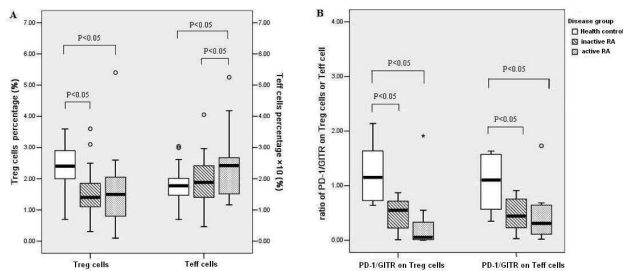 A
P<0.05
P<0.05
P<0.05
P<0.05
7.00
6.00
5.00
4.00
3.00
2.00
1.00
0.00
Treg cells percentage (%)
7.00
6.00
5.00
4.00
3.00
2.00
1.00
0.00
Teff cells percentage ×10 (%)
Treg cells
Teff cells
B
Disease group
Health control
inactive RA
active RA
P<0.05
P<0.05
P<0.05
P<0.05
4.00
3.00
2.00
1.00
0.00
ratio of PD-1/GITR on Treg cells or Teff cell
PD-1/GITR on Treg cells
PD-1/GITR on Teff cells